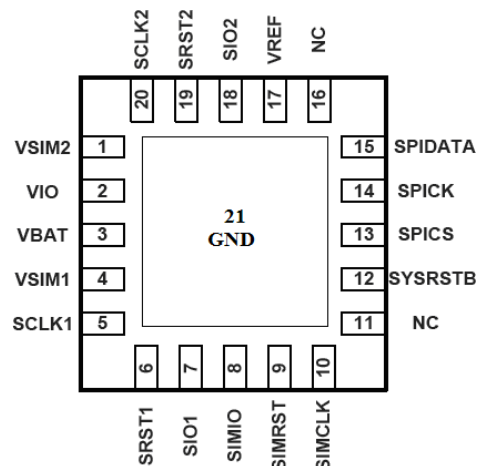 SCLK2
SRST2
SIO2
VREF
NC
20
19
18
17
16
VSIM2 1
15 SPIDATA
VIO 2
14 SPICK
VBAT 3
21
GND
13 SPICS
VSIM1 4
12 SYSRSTB
SCLK1 5
11 NC
6
7
8
9
10
SRST1
SIO1
SIMIO
SIMRST
SIMCLK